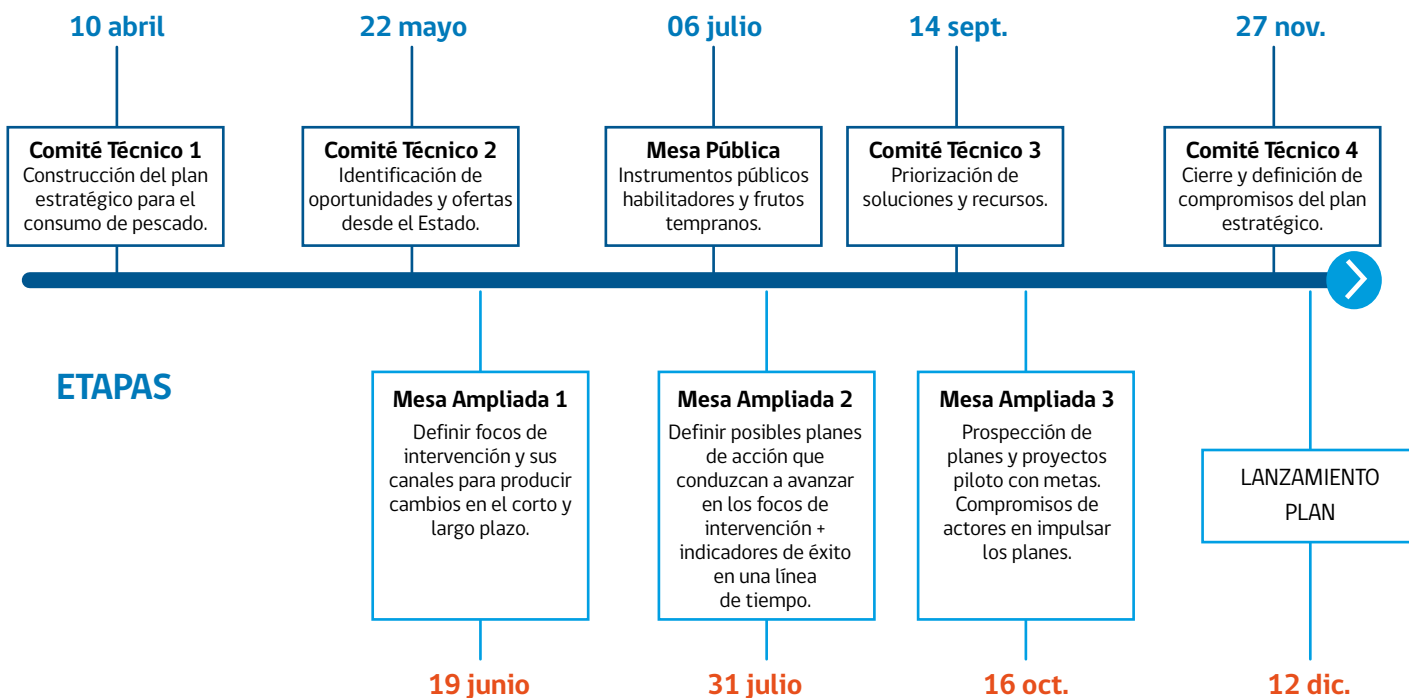 10 abril
22 mayo
06 julio
14 sept.
27 nov.
Comité Técnico 1
Construcción del plan
estratégico para el
consumo de pescado.
Comité Técnico 2
Identificación de
oportunidades y ofertas
desde el Estado.
Mesa Pública
Instrumentos públicos
habilitadores y frutos
tempranos.
Comité Técnico 3
Priorización de
soluciones y recursos.
Comité Técnico 4
Cierre y definición de
compromisos del plan
estratégico.
ETAPAS
Mesa Ampliada 1
Definir focos de
intervención y sus
canales para producir
cambios en el corto y
largo plazo.
Mesa Ampliada 2
Definir posibles planes
de acción que
conduzcan a avanzar
en los focos de
intervención +
indicadores de éxito
en una línea
de tiempo.
Mesa Ampliada 3
Prospección de
planes y proyectos
piloto con metas.
Compromisos de
actores en impulsar
los planes.
LANZAMIENTO
PLAN
19 junio
31 julio
16 oct.
12 dic.